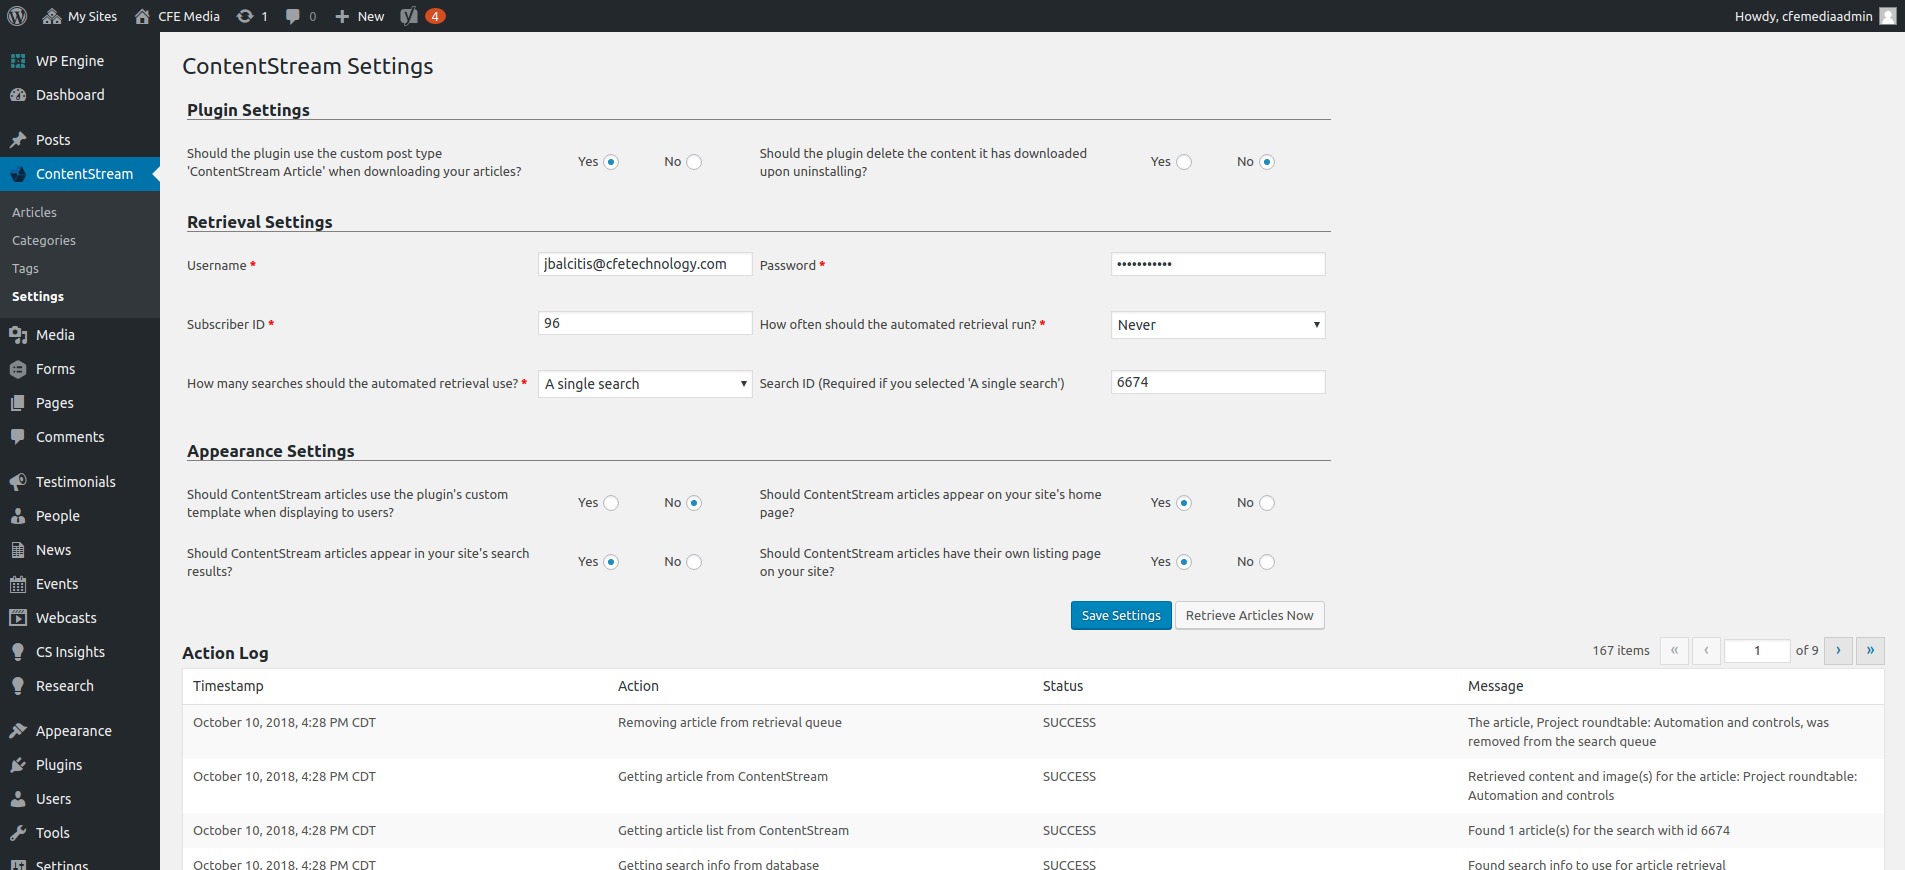 My Sites
CFE Media
1
0
New
4
Howdy, cfemediaadmin
WP Engine
Dashboard
Posts
ContentStream
Articles
Categories
Tags
Settings
Media
Forms
Pages
Comments
Testimonials
People
News
Events
Webcasts
CS Insights
Research
Appearance
Plugins
Users
Tools
Settings
ContentStream Settings
Plugin Settings
Should the plugin use the custom post type
'ContentStream Article' when downloading your articles?
Yes
No
Should the plugin delete the content it has downloaded
upon uninstalling?
Yes
No
Retrieval Settings
Username *
jbalcitis@cfetechnology.com
Password *
•••••••••••
Subscriber ID *
96
How often should the automated retrieval run? *
Never
How many searches should the automated retrieval use? *
A single search
Search ID (Required if you selected 'A single search')
6674
Appearance Settings
Should ContentStream articles use the plugin's custom
template when displaying to users?
Yes
No
Should ContentStream articles appear on your site's home
page?
Yes
No
Should ContentStream articles appear in your site's search
results?
Yes
No
Should ContentStream articles have their own listing page
on your site?
Yes
No
Save Settings
Retrieve Articles Now
Action Log
167 items
«
‹
1
of 9
›
»
Timestamp
Action
Status
Message
October 10, 2018, 4:28 PM CDT
Removing article from retrieval queue
SUCCESS
The article, Project roundtable: Automation and controls, was
removed from the search queue
October 10, 2018, 4:28 PM CDT
Getting article from ContentStream
SUCCESS
Retrieved content and image(s) for the article: Project roundtable:
Automation and controls
October 10, 2018, 4:28 PM CDT
Getting article list from ContentStream
SUCCESS
Found 1 article(s) for the search with id 6674
October 10, 2018, 4:28 PM CDT
Getting search info from database
SUCCESS
Found search info to use for article retrieval